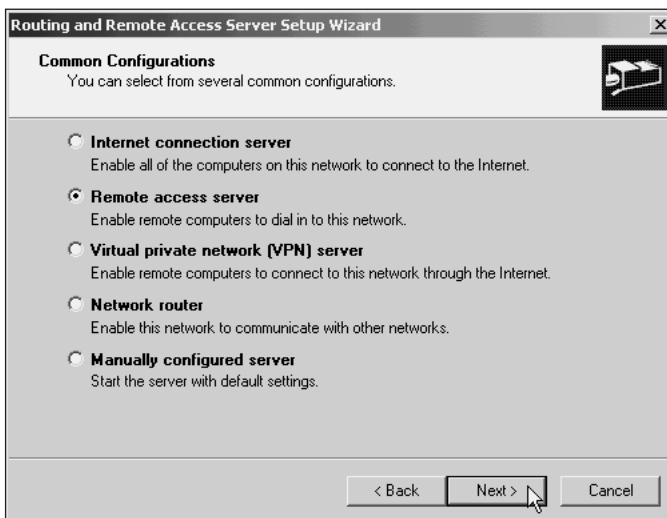 Routing and Remote Access Server Setup Wizard
Common Configurations
You can select from several common configurations.
Internet connection server
Enable all of the computers on this network to connect to the Internet.
Remote access server
Enable remote computers to dial in to this network.
Virtual private network (VPN) server
Enable remote computers to connect to this network through the Internet.
Network router
Enable this network to communicate with other networks.
Manually configured server
Start the server with default settings.
< Back Next > Cancel